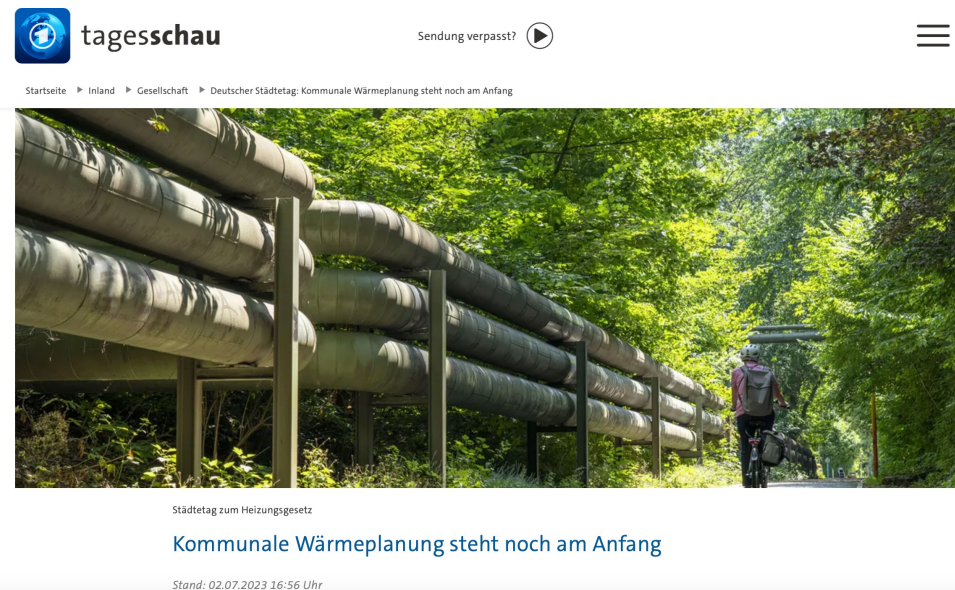 tagesschau
Sendung verpasst?
Startseite Inland Gesellschaft Deutscher Städtetag: Kommunale Wärmeplanung steht noch am Anfang
Städtetag zum Heizungsgesetz
Kommunale Wärmeplanung steht noch am Anfang
Stand: 02.07.2023 16:56 Uhr